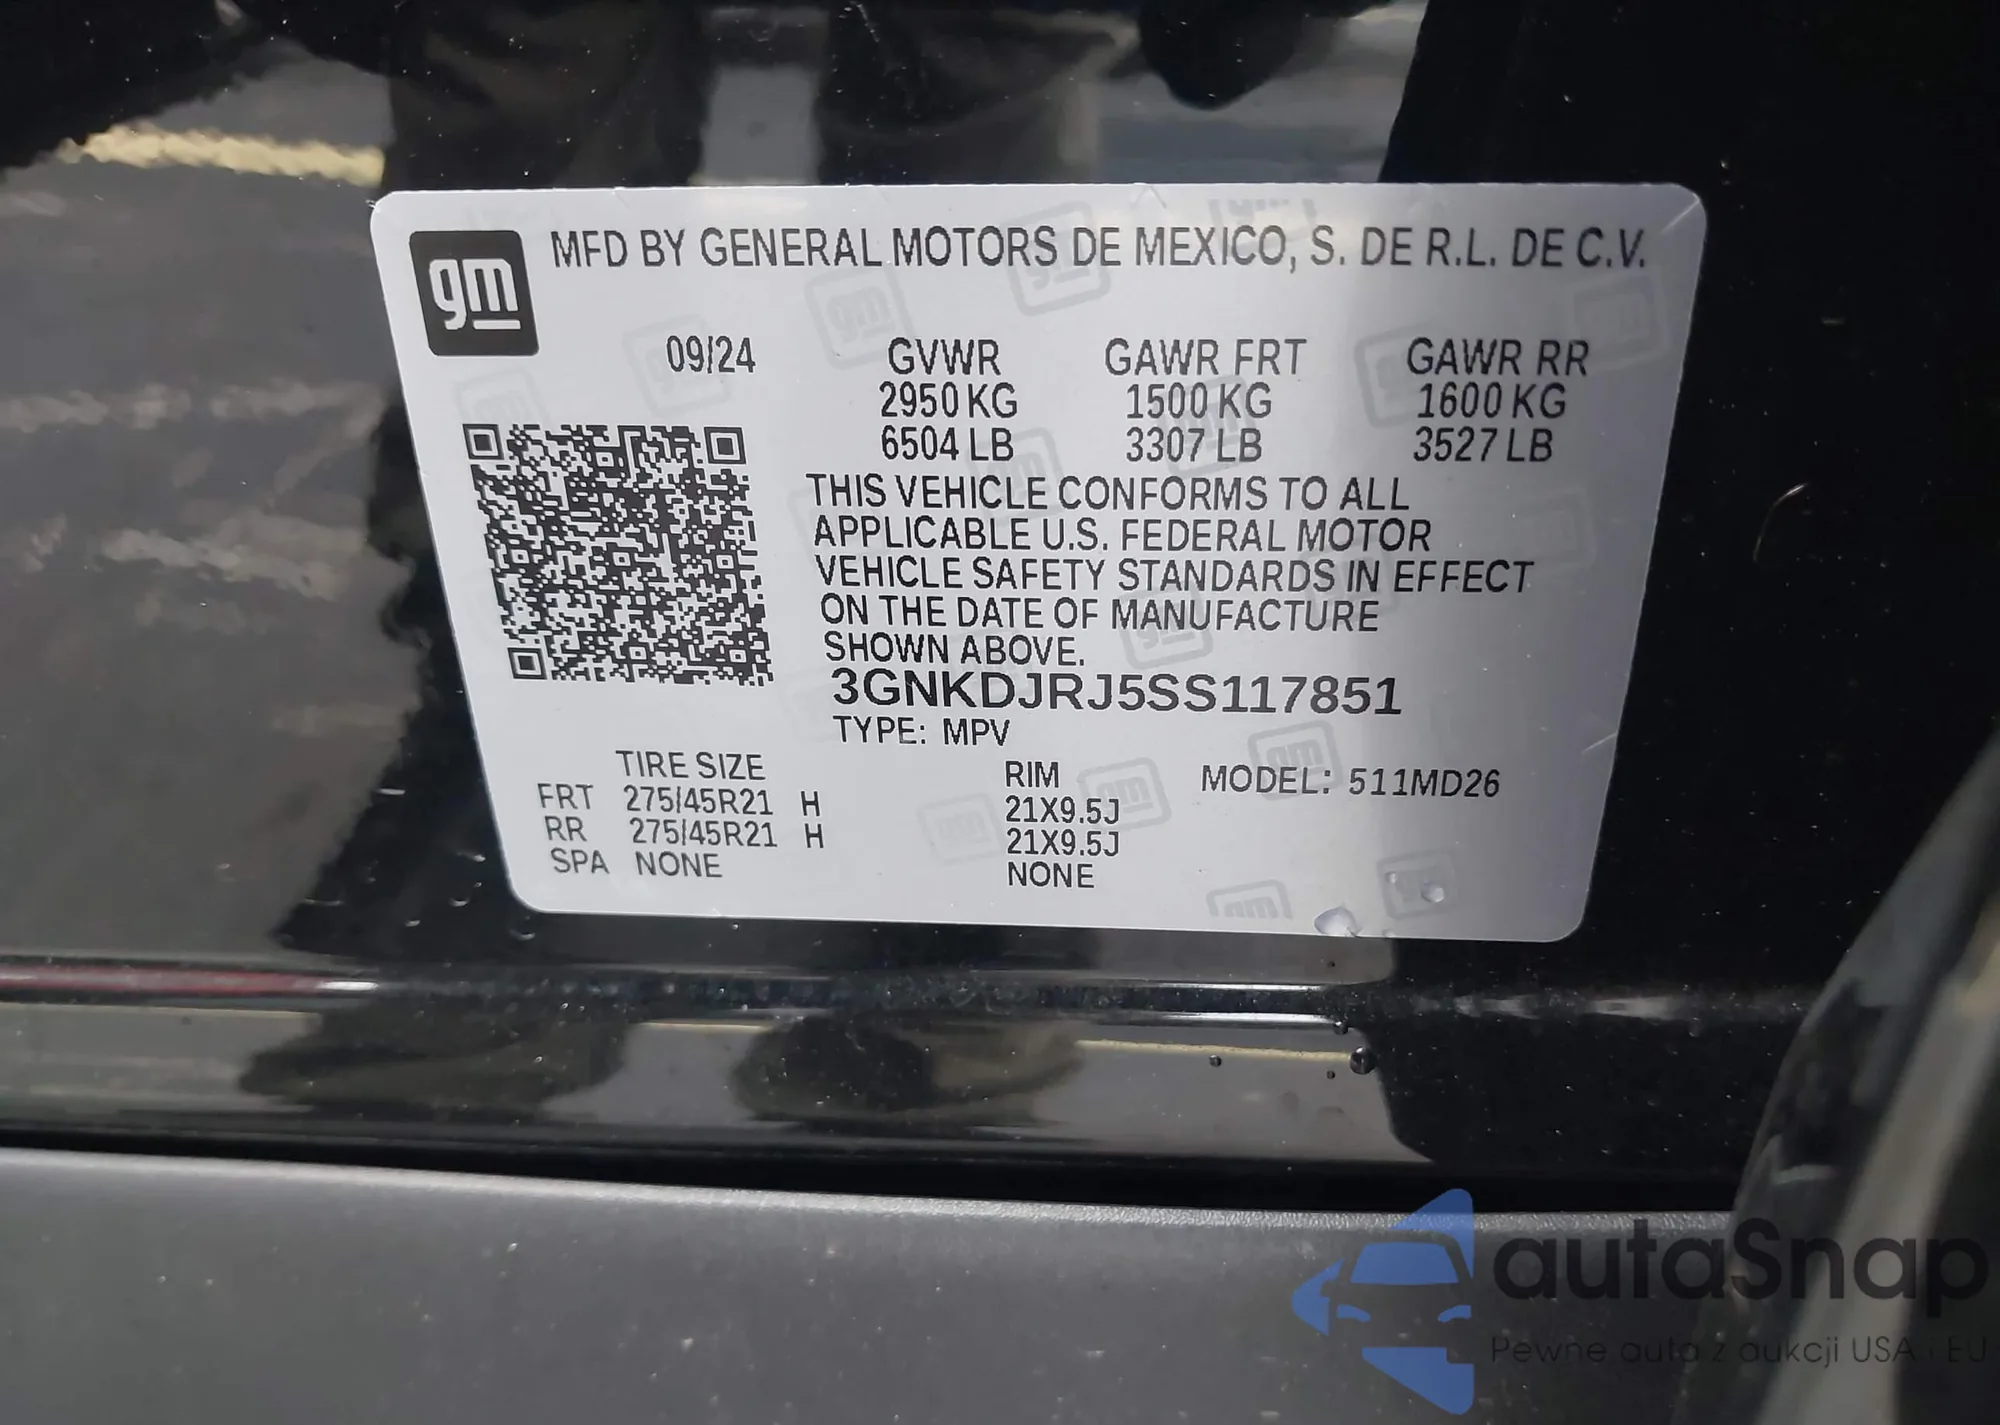 gm MFD BY GENERAL MOTORS DE MEXICO, S. DE R.L. DE C.V.
09/24 GVWR GAWR FRT GAWR RR
2950 KG 1500 KG 1600 KG
6504 LB 3307 LB 3527 LB
THIS VEHICLE CONFORMS TO ALL
APPLICABLE U.S. FEDERAL MOTOR
VEHICLE SAFETY STANDARDS IN EFFECT
ON THE DATE OF MANUFACTURE
SHOWN ABOVE.
3GNKDJRJ5SS117851
TYPE: MPV
TIRE SIZE RIM MODEL: 511MD26
FRT 275/45R21 H 21X9.5J
RR 275/45R21 H 21X9.5J
SPA NONE NONE
autaSnap
Pewne auta z aukcji USA i EU